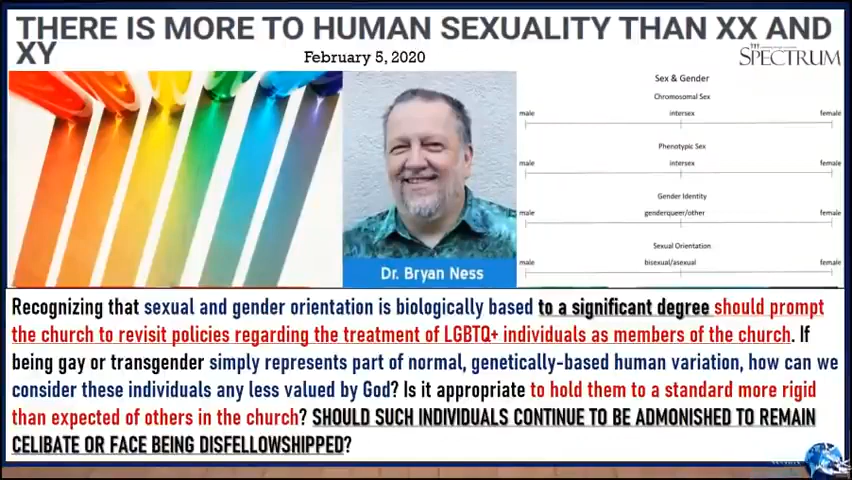 THERE IS MORE TO HUMAN SEXUALITY THAN XX AND
XY
February 5, 2020
SPECTRUM
Sex & Gender
Chromosomal Sex
male intersex female
Phenotypic Sex
male intersex female
Gender Identity
male genderqueer/other female
Sexual Orientation
male bisexual/asexual female
Dr. Bryan Ness
Recognizing that sexual and gender orientation is biologically based to a significant degree should prompt
the church to revisit policies regarding the treatment of LGBTQ+ individuals as members of the church. If
being gay or transgender simply represents part of normal, genetically-based human variation, how can we
consider these individuals any less valued by God? Is it appropriate to hold them to a standard more rigid
than expected of others in the church? SHOULD SUCH INDIVIDUALS CONTINUE TO BE ADMONISHED TO REMAIN
CELIBATE OR FACE BEING DISFELLOWSHIPPED?